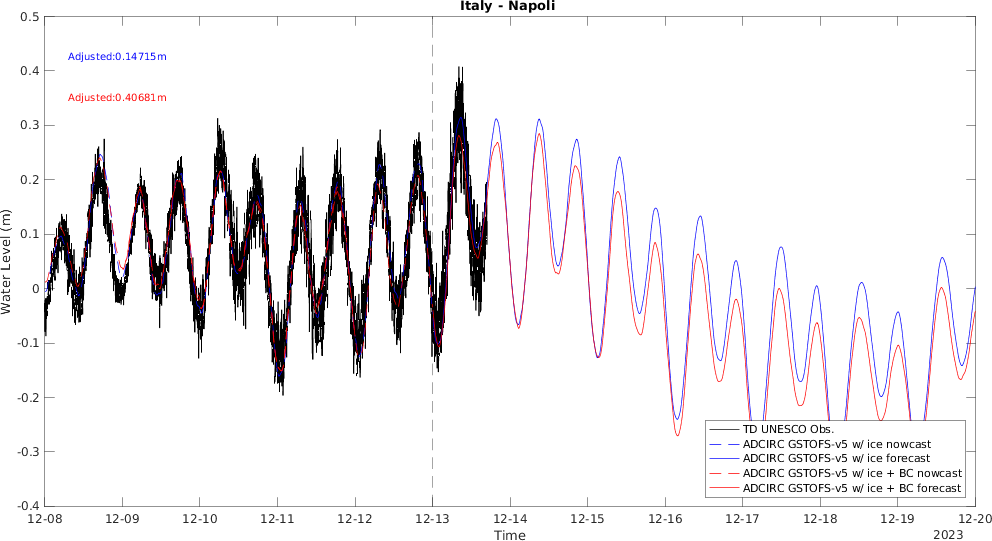 Italy - Napoli
Adjusted:0.14715m
Adjusted:0.40681m
Water Level (m)
0.5
0.4
0.3
0.2
0.1
0
-0.1
-0.2
-0.3
-0.4
TD UNESCO Obs.
ADCIRC GSTOFS-v5 w/ ice nowcast
ADCIRC GSTOFS-v5 w/ ice forecast
ADCIRC GSTOFS-v5 w/ ice + BC nowcast
ADCIRC GSTOFS-v5 w/ ice + BC forecast
12-08 12-09 12-10 12-11 12-12 12-13 12-14 12-15 12-16 12-17 12-18 12-19 12-20
Time
2023